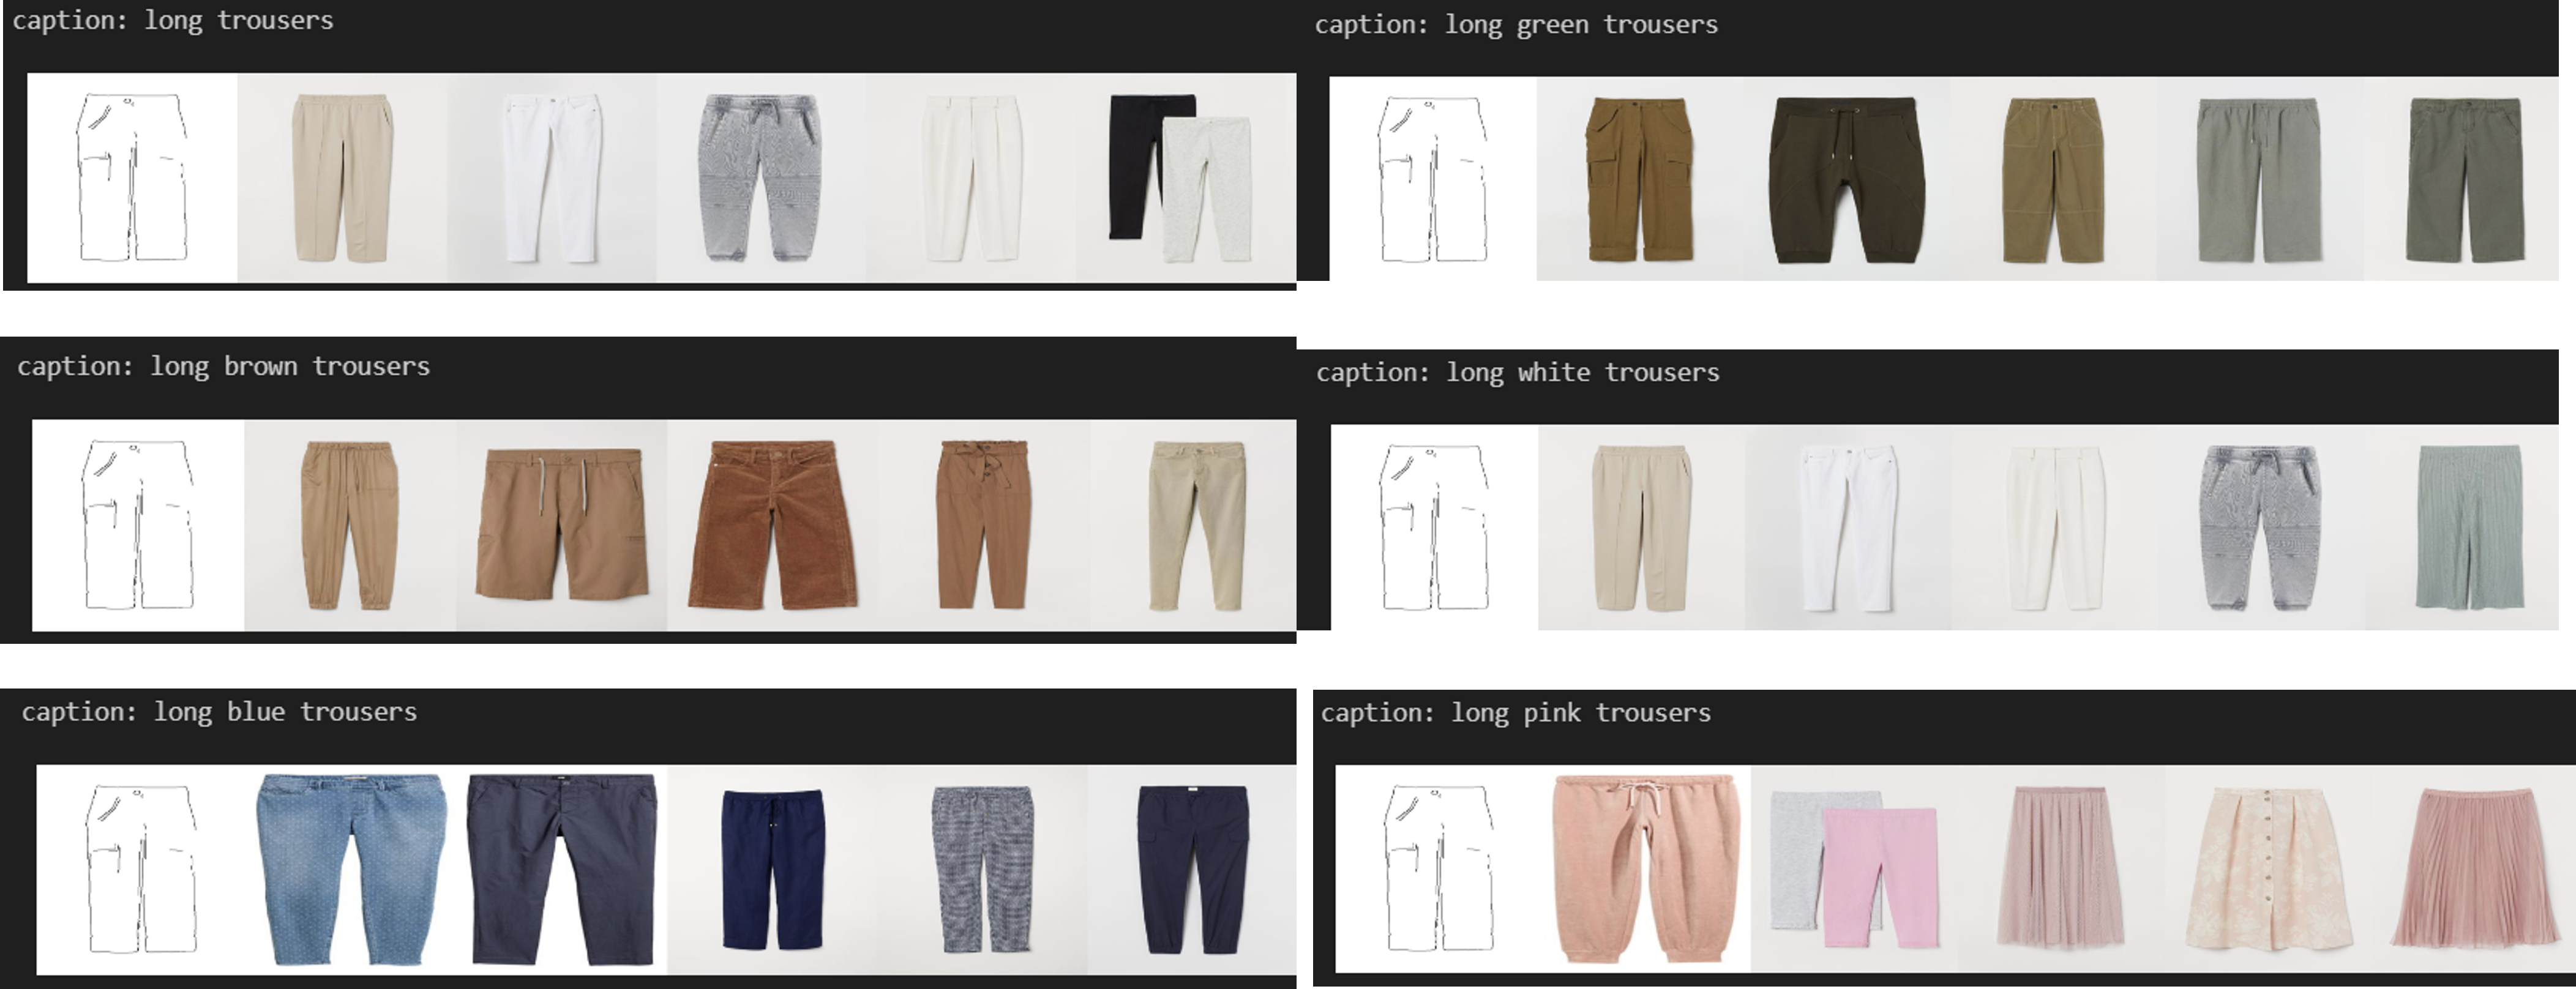 caption: long trousers
caption: long green trousers
caption: long brown trousers
caption: long white trousers
caption: long blue trousers
caption: long pink trousers